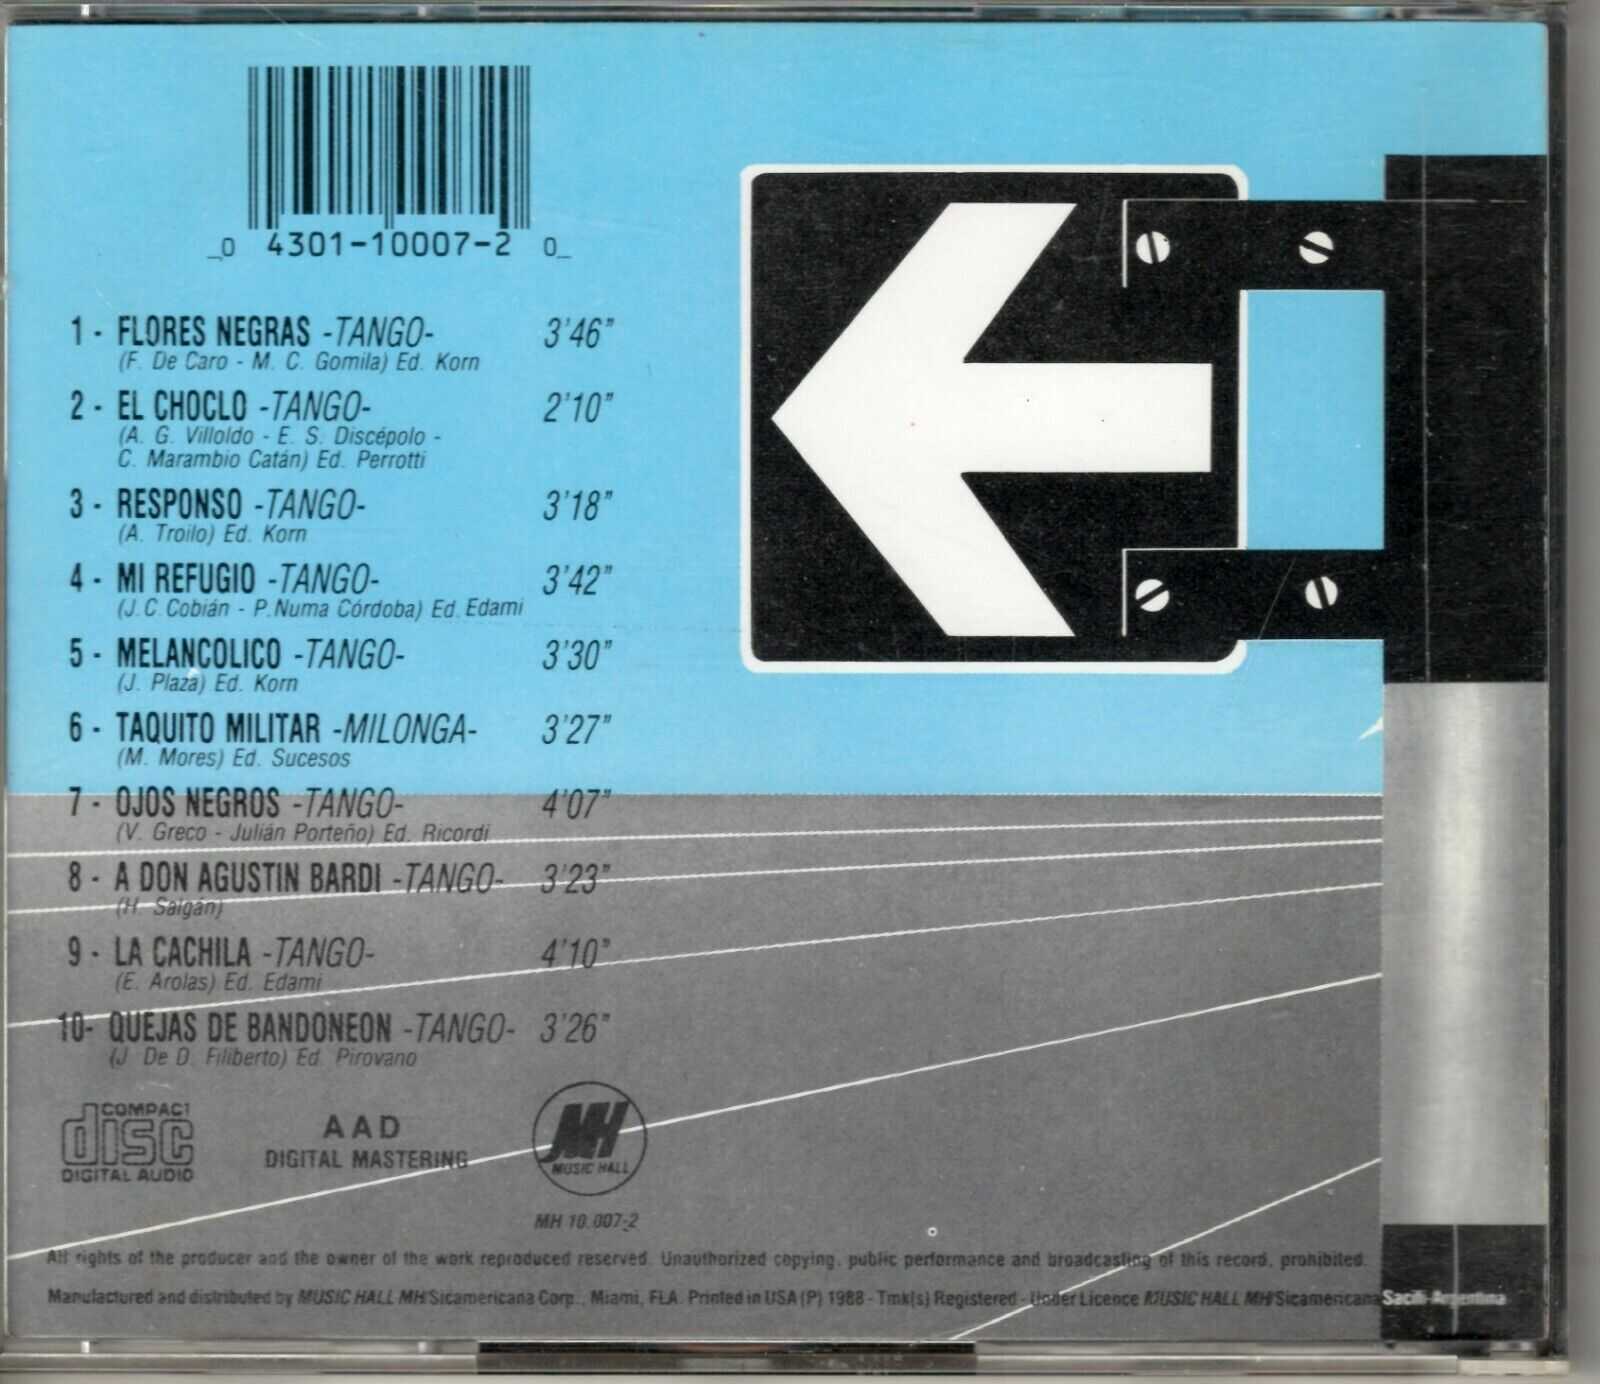 _0 4301-10007-2 0_
1 - FLORES NEGRAS -TANGO- 3'46"
(F. De Caro - M. C. Gomila) Ed. Korn
2 - EL CHOCLO -TANGO- 2'10"
(A. G. Villoldo - E. S. Discépolo -
C. Marambio Catán) Ed. Perrotti
3 - RESPONSO -TANGO- 3'18"
(A. Troilo) Ed. Korn
4 - MI REFUGIO -TANGO- 3'42"
(J.C.Cobián - P.Numa Córdoba) Ed. Edami
5 - MELANCOLICO -TANGO- 3'30"
(J. Plaza) Ed. Korn
6 - TAQUITO MILITAR -MILONGA- 3'27"
(M. Mores) Ed. Sucesos
7 - OJOS NEGROS -TANGO- 4'07"
(V. Greco - Julián Porteño) Ed. Ricordi
8 - A DON AGUSTIN BARDI -TANGO- 3'23"
(H. Salgán)
9 - LA CACHILA -TANGO- 4'10"
(E. Arolas) Ed. Edami
10- QUEJAS DE BANDONEON -TANGO- 3'26"
(J. De D. Filiberto) Ed. Pirovano
COMPACT
disc
DIGITAL AUDIO
AAD
DIGITAL MASTERING
MH
MUSIC HALL
MH 10.007-2
All rights of the producer and the owner of the work reproduced reserved. Unauthorized copying, public performance and broadcasting of this record, prohibited.
Manufactured and distributed by MUSIC HALL MH/Sicamericana Corp., Miami, FLA. Printed in USA (P) 1988 - Tmk(s) Registered - Under Licence MUSIC HALL MH/Sicamericana Sacifi Argentina